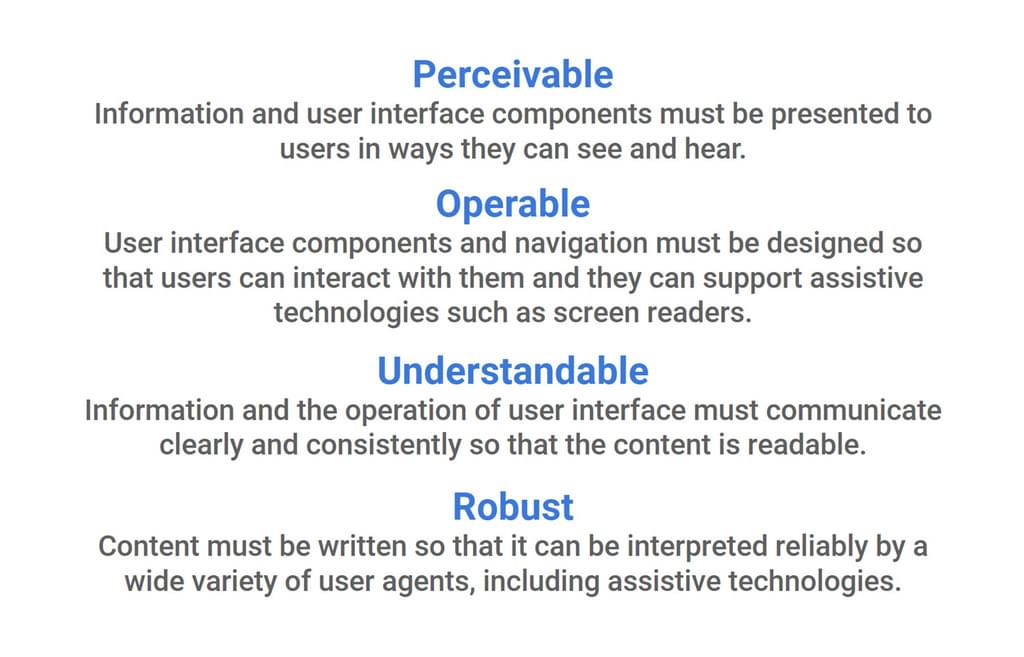 Perceivable
Information and user interface components must be presented to
users in ways they can see and hear.
Operable
User interface components and navigation must be designed so
that users can interact with them and they can support assistive
technologies such as screen readers.
Understandable
Information and the operation of user interface must communicate
clearly and consistently so that the content is readable.
Robust
Content must be written so that it can be interpreted reliably by a
wide variety of user agents, including assistive technologies.